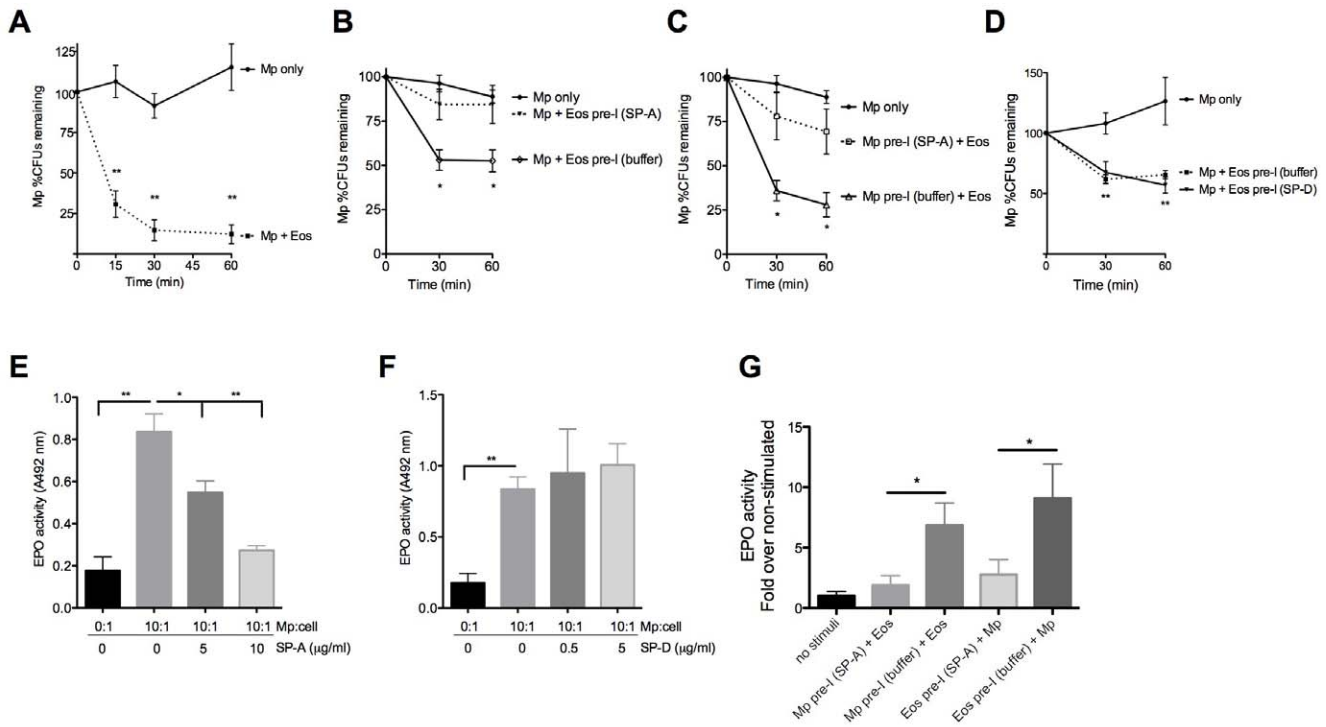 A
Mp %CFUs remaining
125
100
75
50
25
0
15
30
45
60
Time (min)
Mp only
Mp + Eos
**
**
**
B
Mp %CFUs remaining
100
75
50
25
0
0
30
60
Time (min)
Mp only
Mp + Eos pre-I (SP-A)
Mp + Eos pre-I (buffer)
*
*
C
Mp %CFUs remaining
100
75
50
25
0
0
30
60
Time (min)
Mp only
Mp pre-I (SP-A) + Eos
Mp pre-I (buffer) + Eos
*
*
D
Mp %CFUs remaining
150
100
50
0
30
60
Time (min)
Mp only
Mp + Eos pre-I (buffer)
Mp + Eos pre-I (SP-D)
**
**
E
EPO activity (A492 nm)
1.0
0.8
0.6
0.4
0.2
0.0
** * **
0:1 10:1 10:1 10:1 Mp:cell
0 0 5 10 SP-A (µg/ml)
F
EPO activity (A492 nm)
1.5
1.0
0.5
0.0
**
0:1 10:1 10:1 10:1 Mp:cell
0 0 0.5 5 SP-D (µg/ml)
G
EPO activity
Fold over non-stimulated
15
10
5
0
*
*
no stimuli
Mp pre-I (SP-A) + Eos
Mp pre-I (buffer) + Eos
Eos pre-I (SP-A) + Mp
Eos pre-I (buffer) + Mp